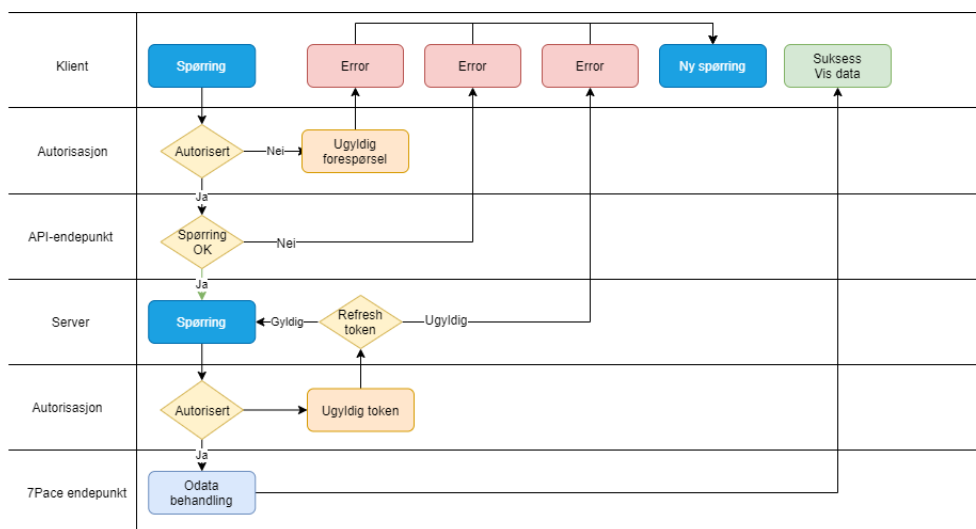 Klient
Spørring
Error
Error
Error
Ny spørring
Suksess
Vis data
Autorisasjon
Autorisert
Nei
Ugyldig
forespørsel
Ja
API-endepunkt
Spørring
OK
Nei
Ja
Server
Spørring
Gyldig
Refresh
token
Ugyldig
Autorisasjon
Autorisert
Ugyldig token
Ja
7Pace endepunkt
Odata
behandling